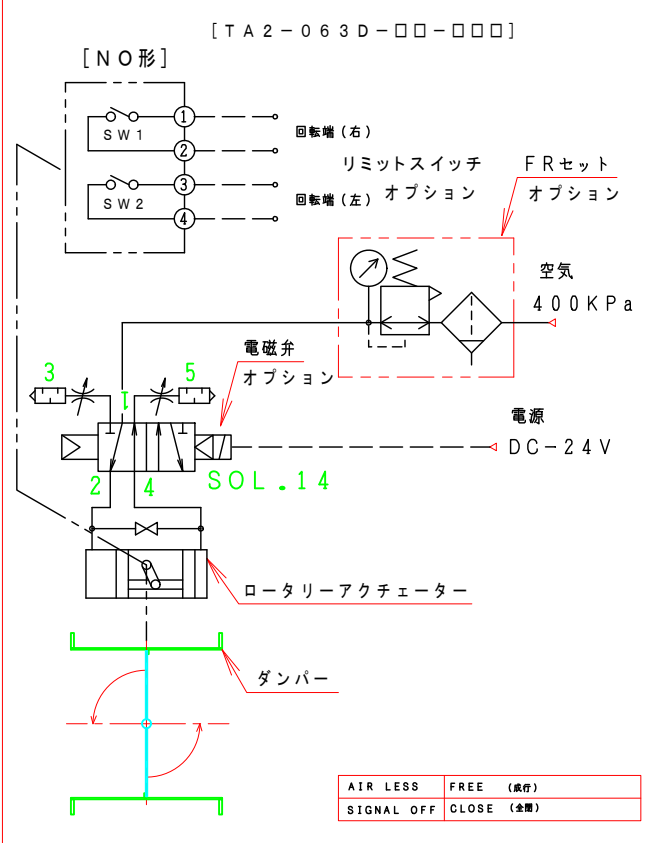 [TA2-063D-□□-□□□]
[NO形]
1
SW1
2
回転端(右)
3
SW2
4
回転端(左)
リミットスイッチ
オプション
FRセット
オプション
空気
400KPa
電磁弁
オプション
3
1
5
電源
DC-24V
2
4
SOL.14
ロータリーアクチェーター
ダンパー
AIR LESS FREE (成行)
SIGNAL OFF CLOSE (全閉)